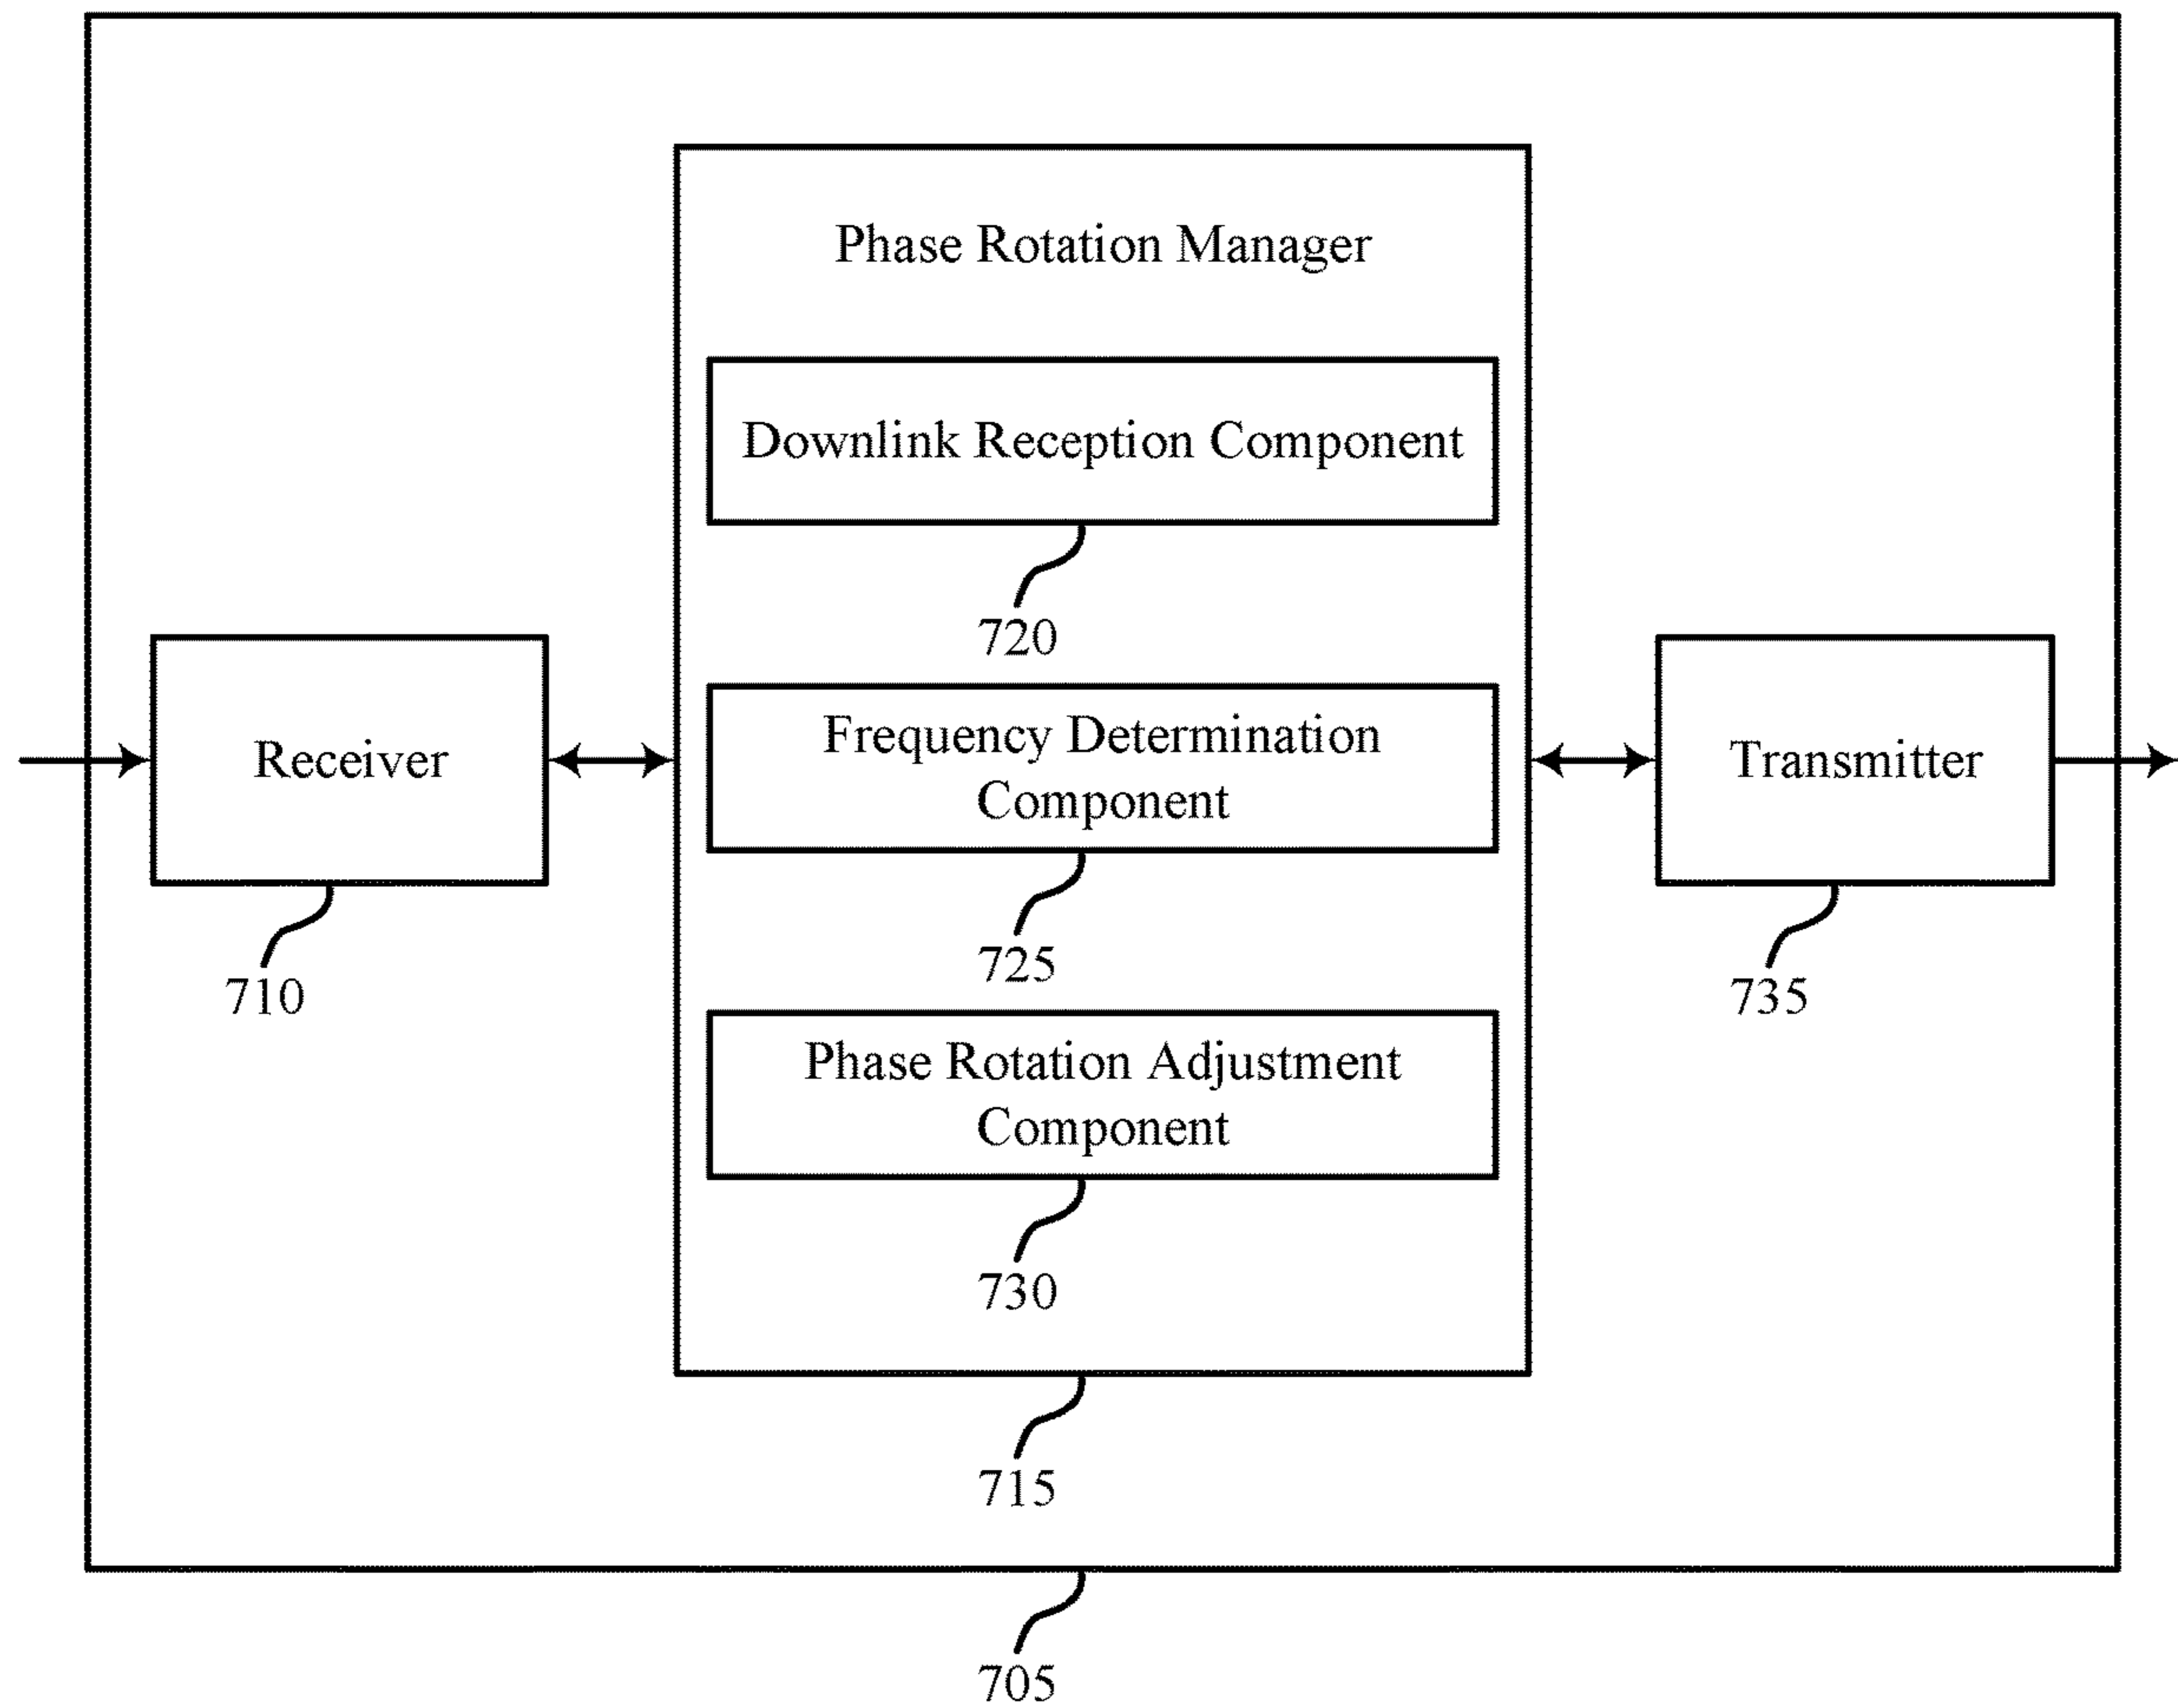 Phase Rotation Manager
Downlink Reception Component
720
Receiver
710
Frequency Determination
Component
725
Transmitter
735
Phase Rotation Adjustment
Component
730
715
705